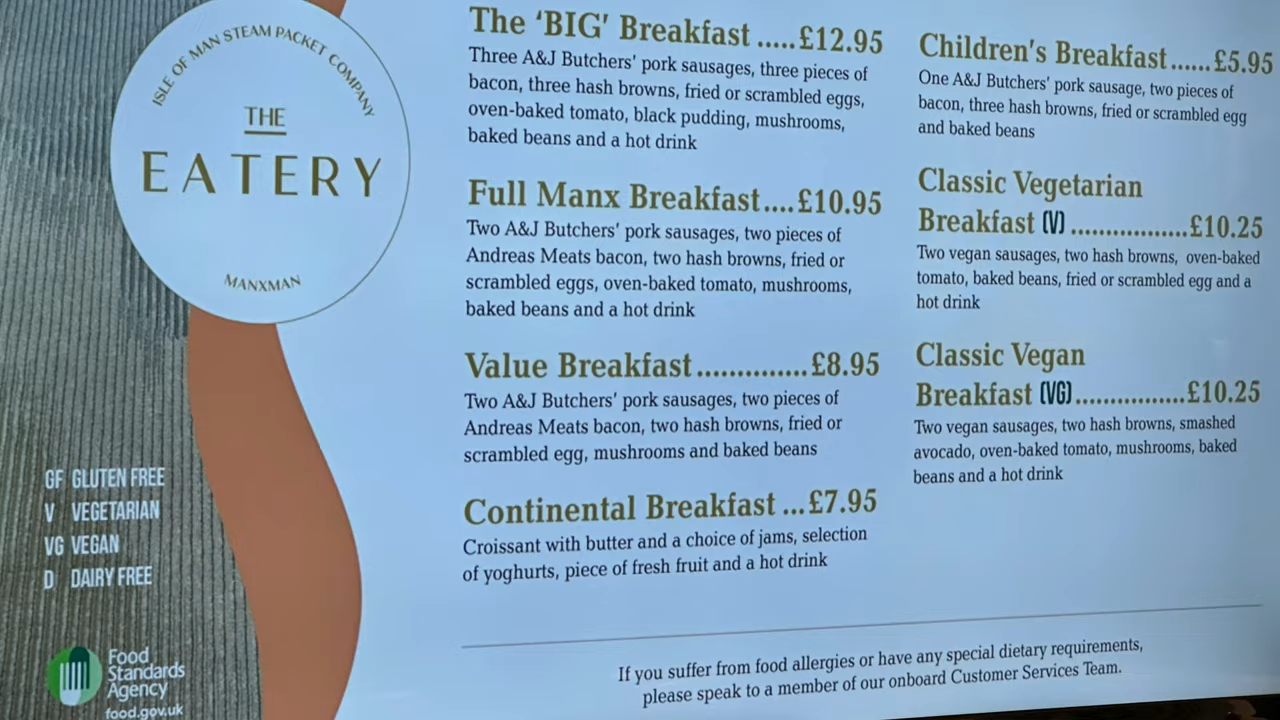 ISLE OF MAN STEAM PACKET COMPANY
THE
EATERY
MANXMAN
GF GLUTEN FREE
V VEGETARIAN
VG VEGAN
D DAIRY FREE
Food
Standards
Agency
food.gov.uk
The ‘BIG’ Breakfast .....£12.95
Three A&J Butchers’ pork sausages, three pieces of
bacon, three hash browns, fried or scrambled eggs,
oven-baked tomato, black pudding, mushrooms,
baked beans and a hot drink
Full Manx Breakfast....£10.95
Two A&J Butchers’ pork sausages, two pieces of
Andreas Meats bacon, two hash browns, fried or
scrambled eggs, oven-baked tomato, mushrooms,
baked beans and a hot drink
Value Breakfast..............£8.95
Two A&J Butchers’ pork sausages, two pieces of
Andreas Meats bacon, two hash browns, fried or
scrambled egg, mushrooms and baked beans
Continental Breakfast ...£7.95
Croissant with butter and a choice of jams, selection
of yoghurts, piece of fresh fruit and a hot drink
Children’s Breakfast......£5.95
One A&J Butchers’ pork sausage, two pieces of
bacon, three hash browns, fried or scrambled egg
and baked beans
Classic Vegetarian
Breakfast (V) .................£10.25
Two vegan sausages, two hash browns, oven-baked
tomato, baked beans, fried or scrambled egg and a
hot drink
Classic Vegan
Breakfast (VG)................£10.25
Two vegan sausages, two hash browns, smashed
avocado, oven-baked tomato, mushrooms, baked
beans and a hot drink
If you suffer from food allergies or have any special dietary requirements,
please speak to a member of our onboard Customer Services Team.